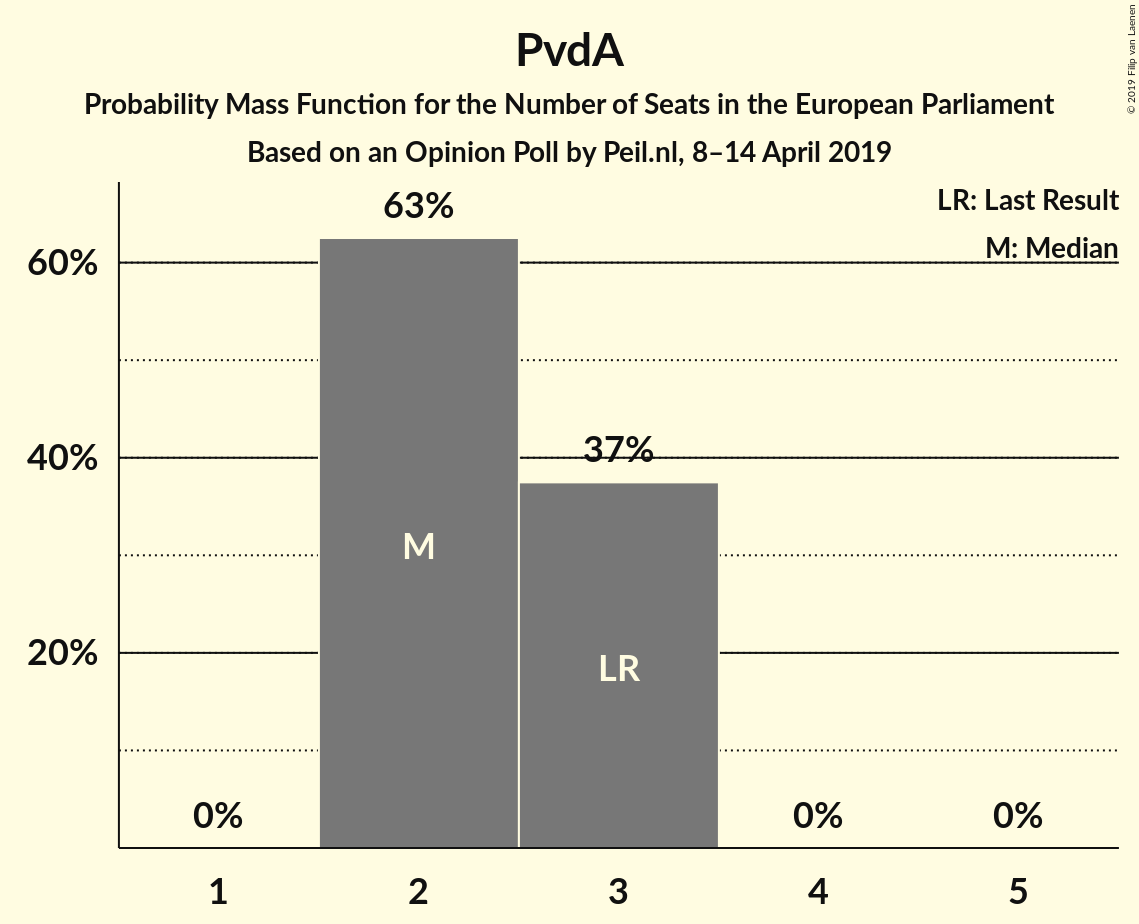 PvdA
Probability Mass Function for the Number of Seats in the European Parliament
Based on an Opinion Poll by Peil.nl, 8–14 April 2019
© 2019 Filip van Laenen
LR: Last Result
M: Median
63%
60%
37%
40%
M
LR
20%
0%
0%
0%
1
2
3
4
5